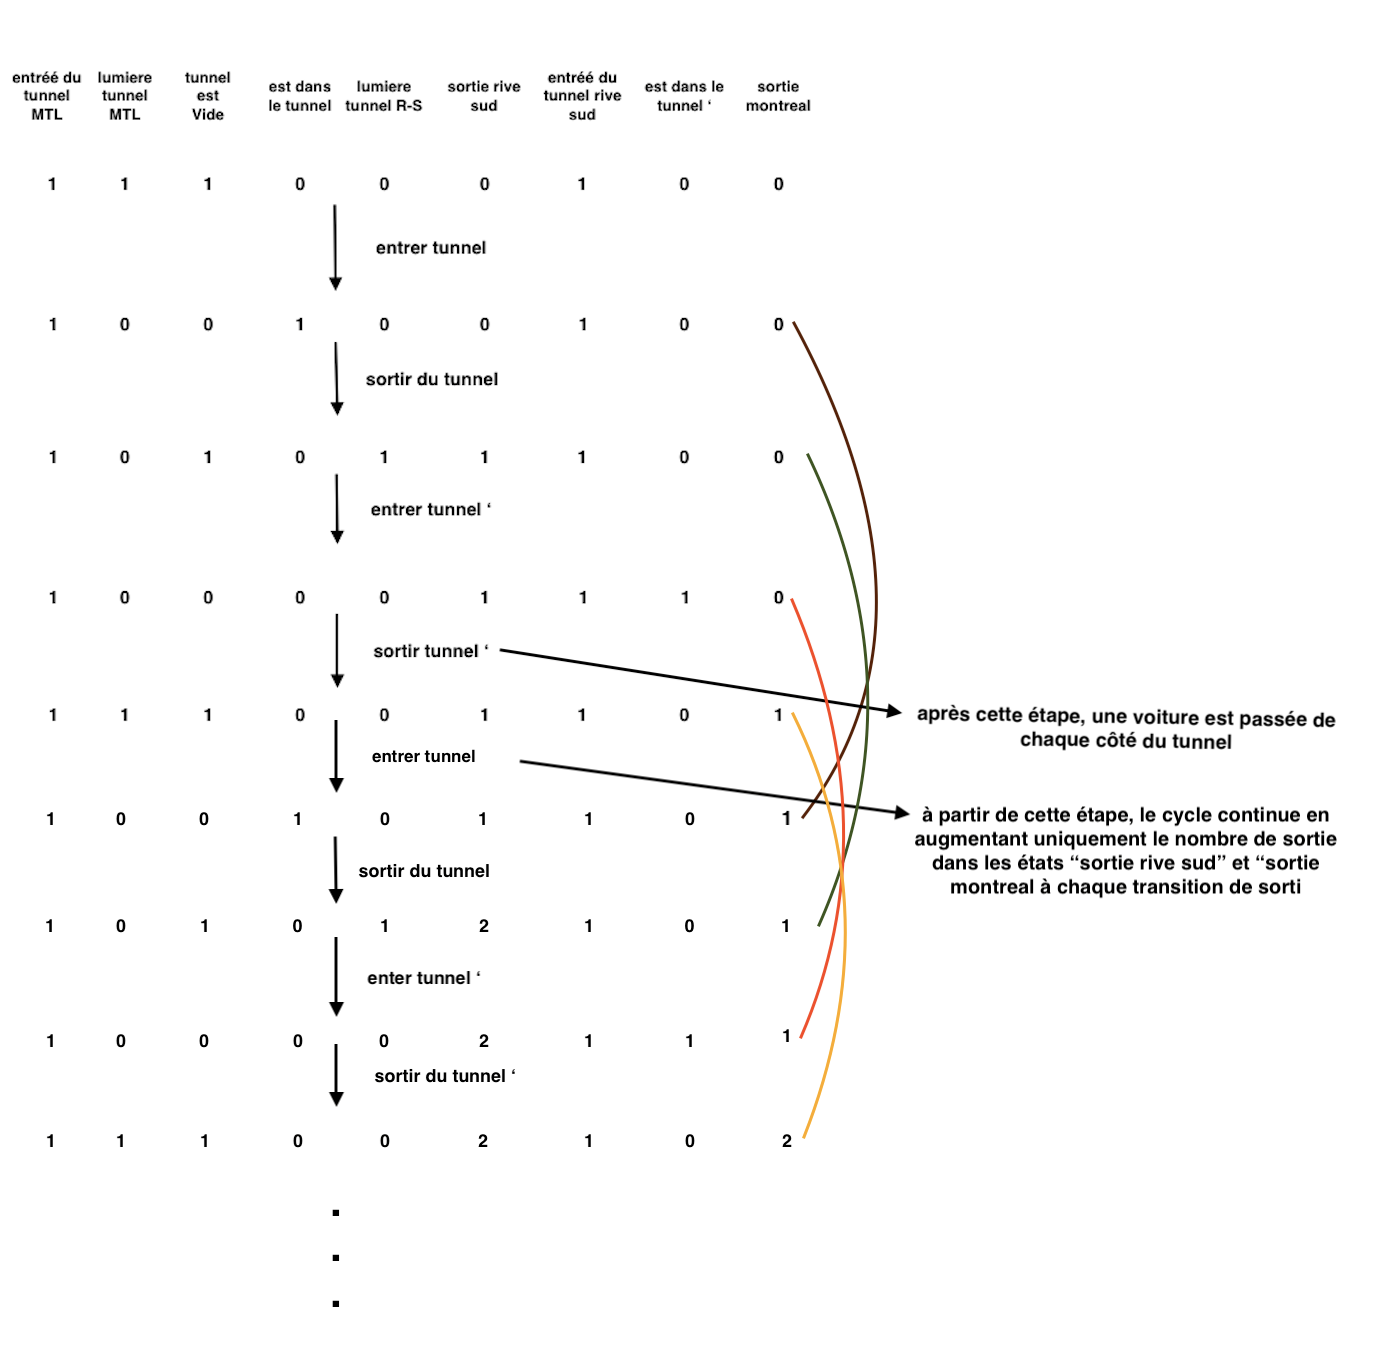 entréé du tunnel MTL lumiere tunnel MTL tunnel est Vide est dans le tunnel lumiere tunnel R-S sortie rive sud entréé du tunnel rive sud est dans le tunnel ‘ sortie montreal
1 1 1 0 0 0 1 0 0
entrer tunnel
1 0 0 1 0 0 1 0 0
sortir du tunnel
1 0 1 0 1 1 1 0 0
entrer tunnel ‘
1 0 0 0 0 1 1 1 0
sortir tunnel ‘
1 1 1 0 0 1 1 0 1
après cette étape, une voiture est passée de
chaque côté du tunnel
entrer tunnel
1 0 0 1 0 1 1 0 1
à partir de cette étape, le cycle continue en
augmentant uniquement le nombre de sortie
dans les états “sortie rive sud” et “sortie
montreal à chaque transition de sorti
sortir du tunnel
1 0 1 0 1 2 1 0 1
enter tunnel ‘
1 0 0 0 0 2 1 1 1
sortir du tunnel ‘
1 1 1 0 0 2 1 0 2